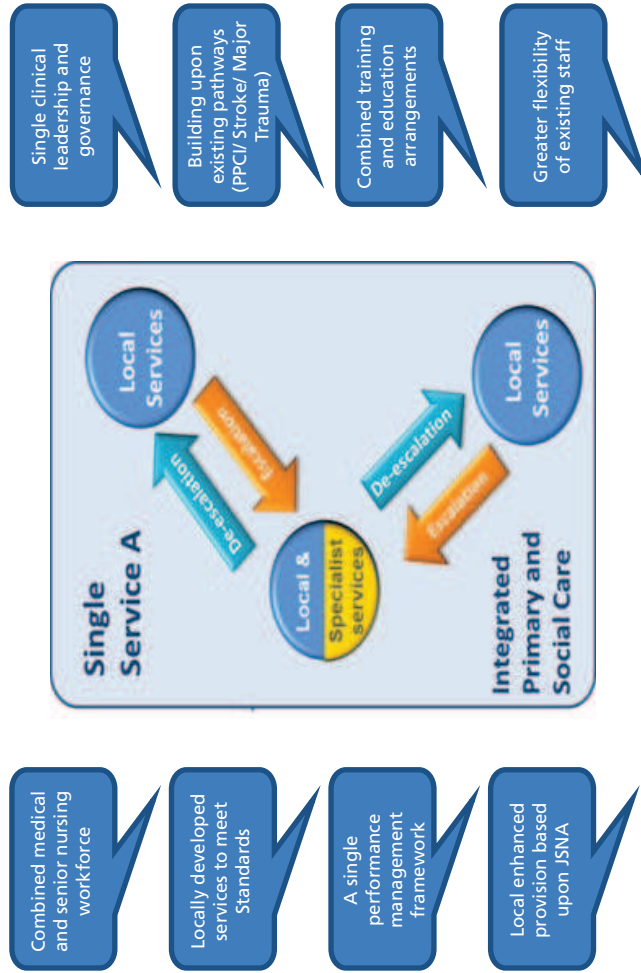 Combined medical
and senior nursing
workforce
Locally developed
services to meet
Standards
A single
performance
management
framework
Local enhanced
provision based
upon JSNA
Single
Service A
Local
Services
De-escalation
Escalation
Local &
Specialist
services
De-escalation
Escalation
Local
Services
Integrated
Primary and
Social Care
Single clinical
leadership and
governance
Building upon
existing pathways
(PPCI/ Stroke/ Major
Trauma)
Combined training
and education
arrangements
Greater flexibility
of existing staff